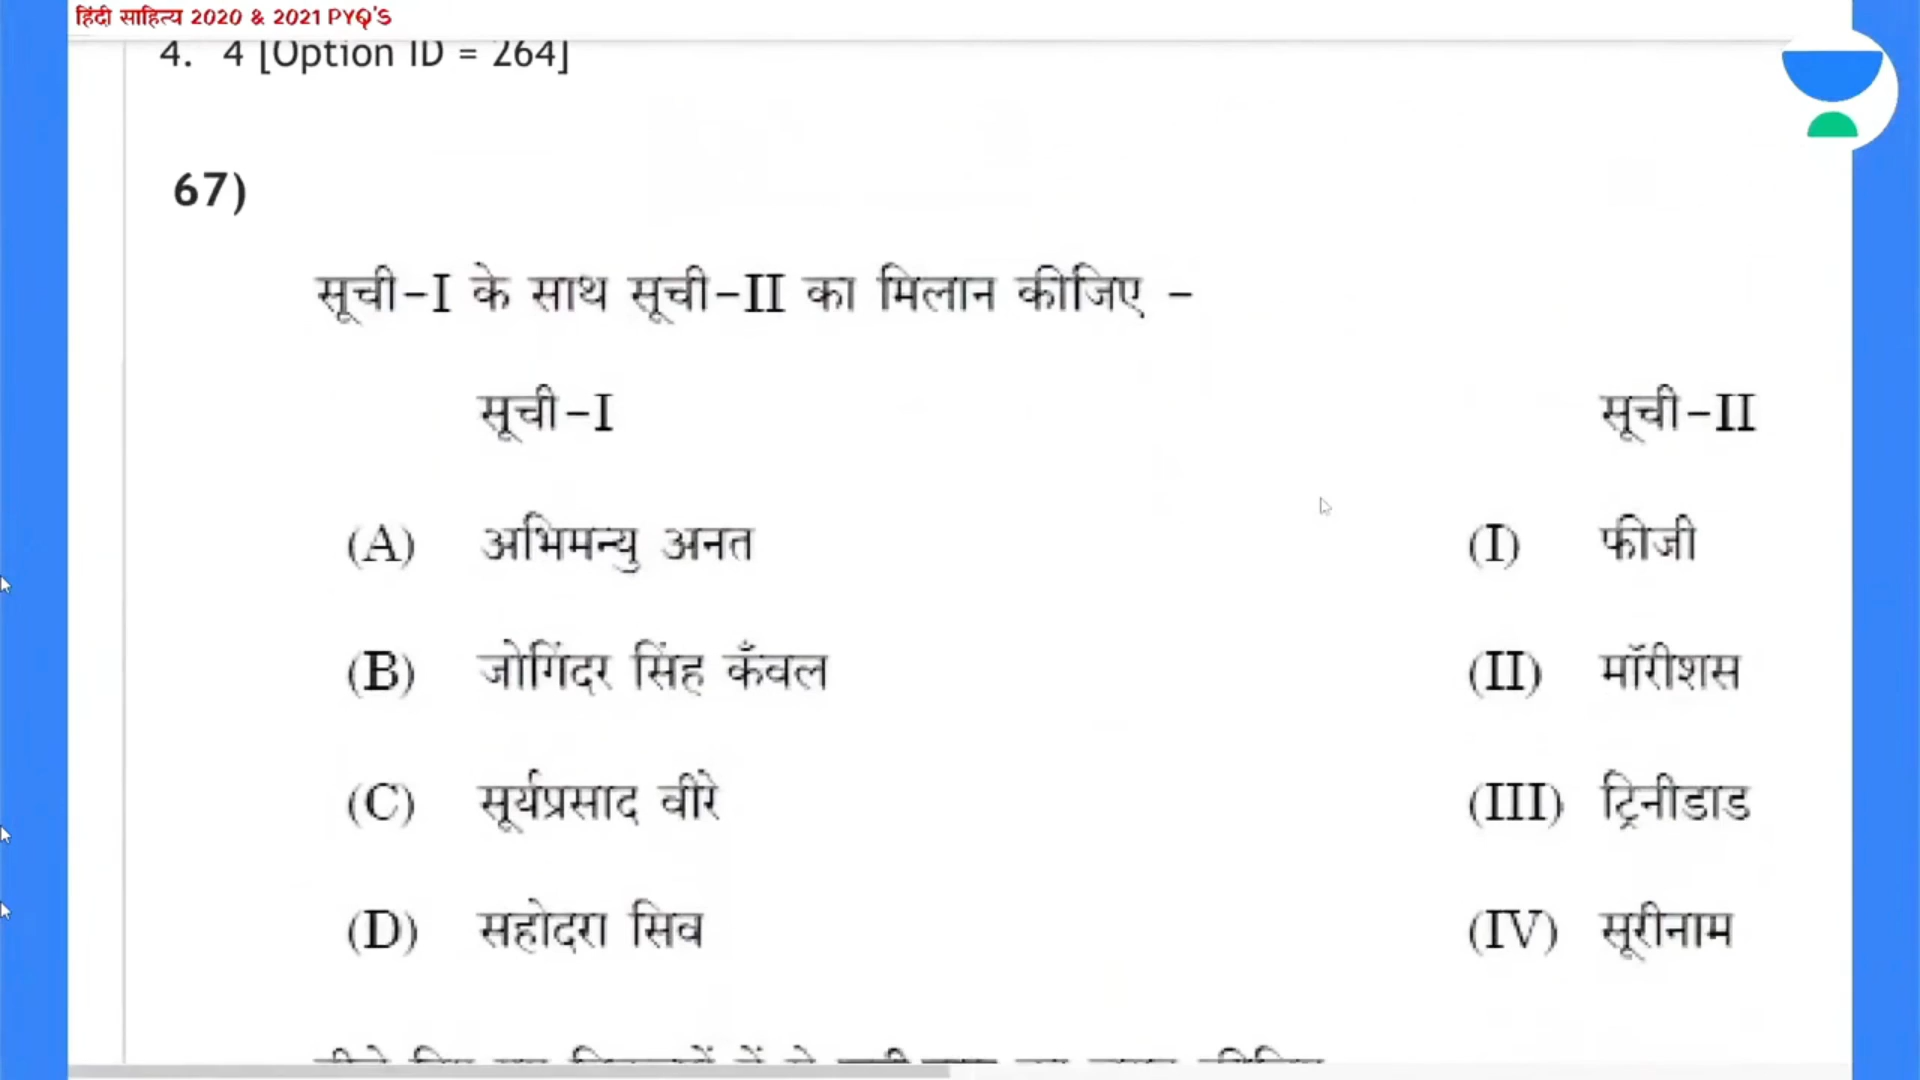 हिंदी साहित्य 2020 & 2021 PYQ'S
4. 4 [Option ID = 264]
67)
सूची-I के साथ सूची-II का मिलान कीजिए -
सूची-I सूची-II
(A) अभिमन्यु अनत (I) फीजी
(B) जोगिंदर सिंह कँवल (II) मॉरीशस
(C) सूर्यप्रसाद वीरे (III) ट्रिनीडाड
(D) सहोदरा सिव (IV) सूरीनाम